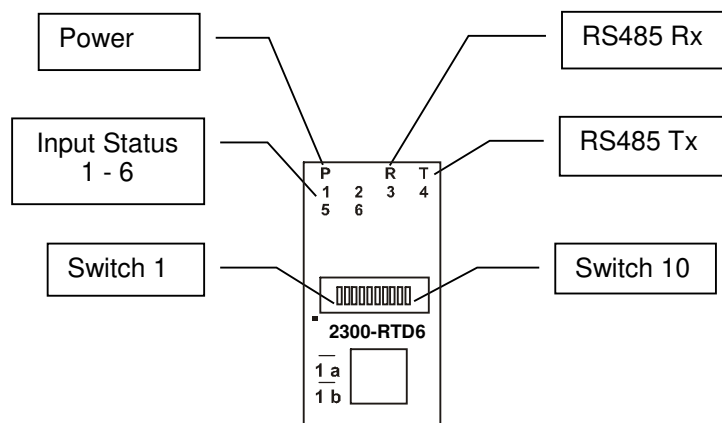 Power
RS485 Rx
Input Status
1 - 6
RS485 Tx
P R T
1 2 3 4
5 6
Switch 1
Switch 10
2300-RTD6
1 a
1 b